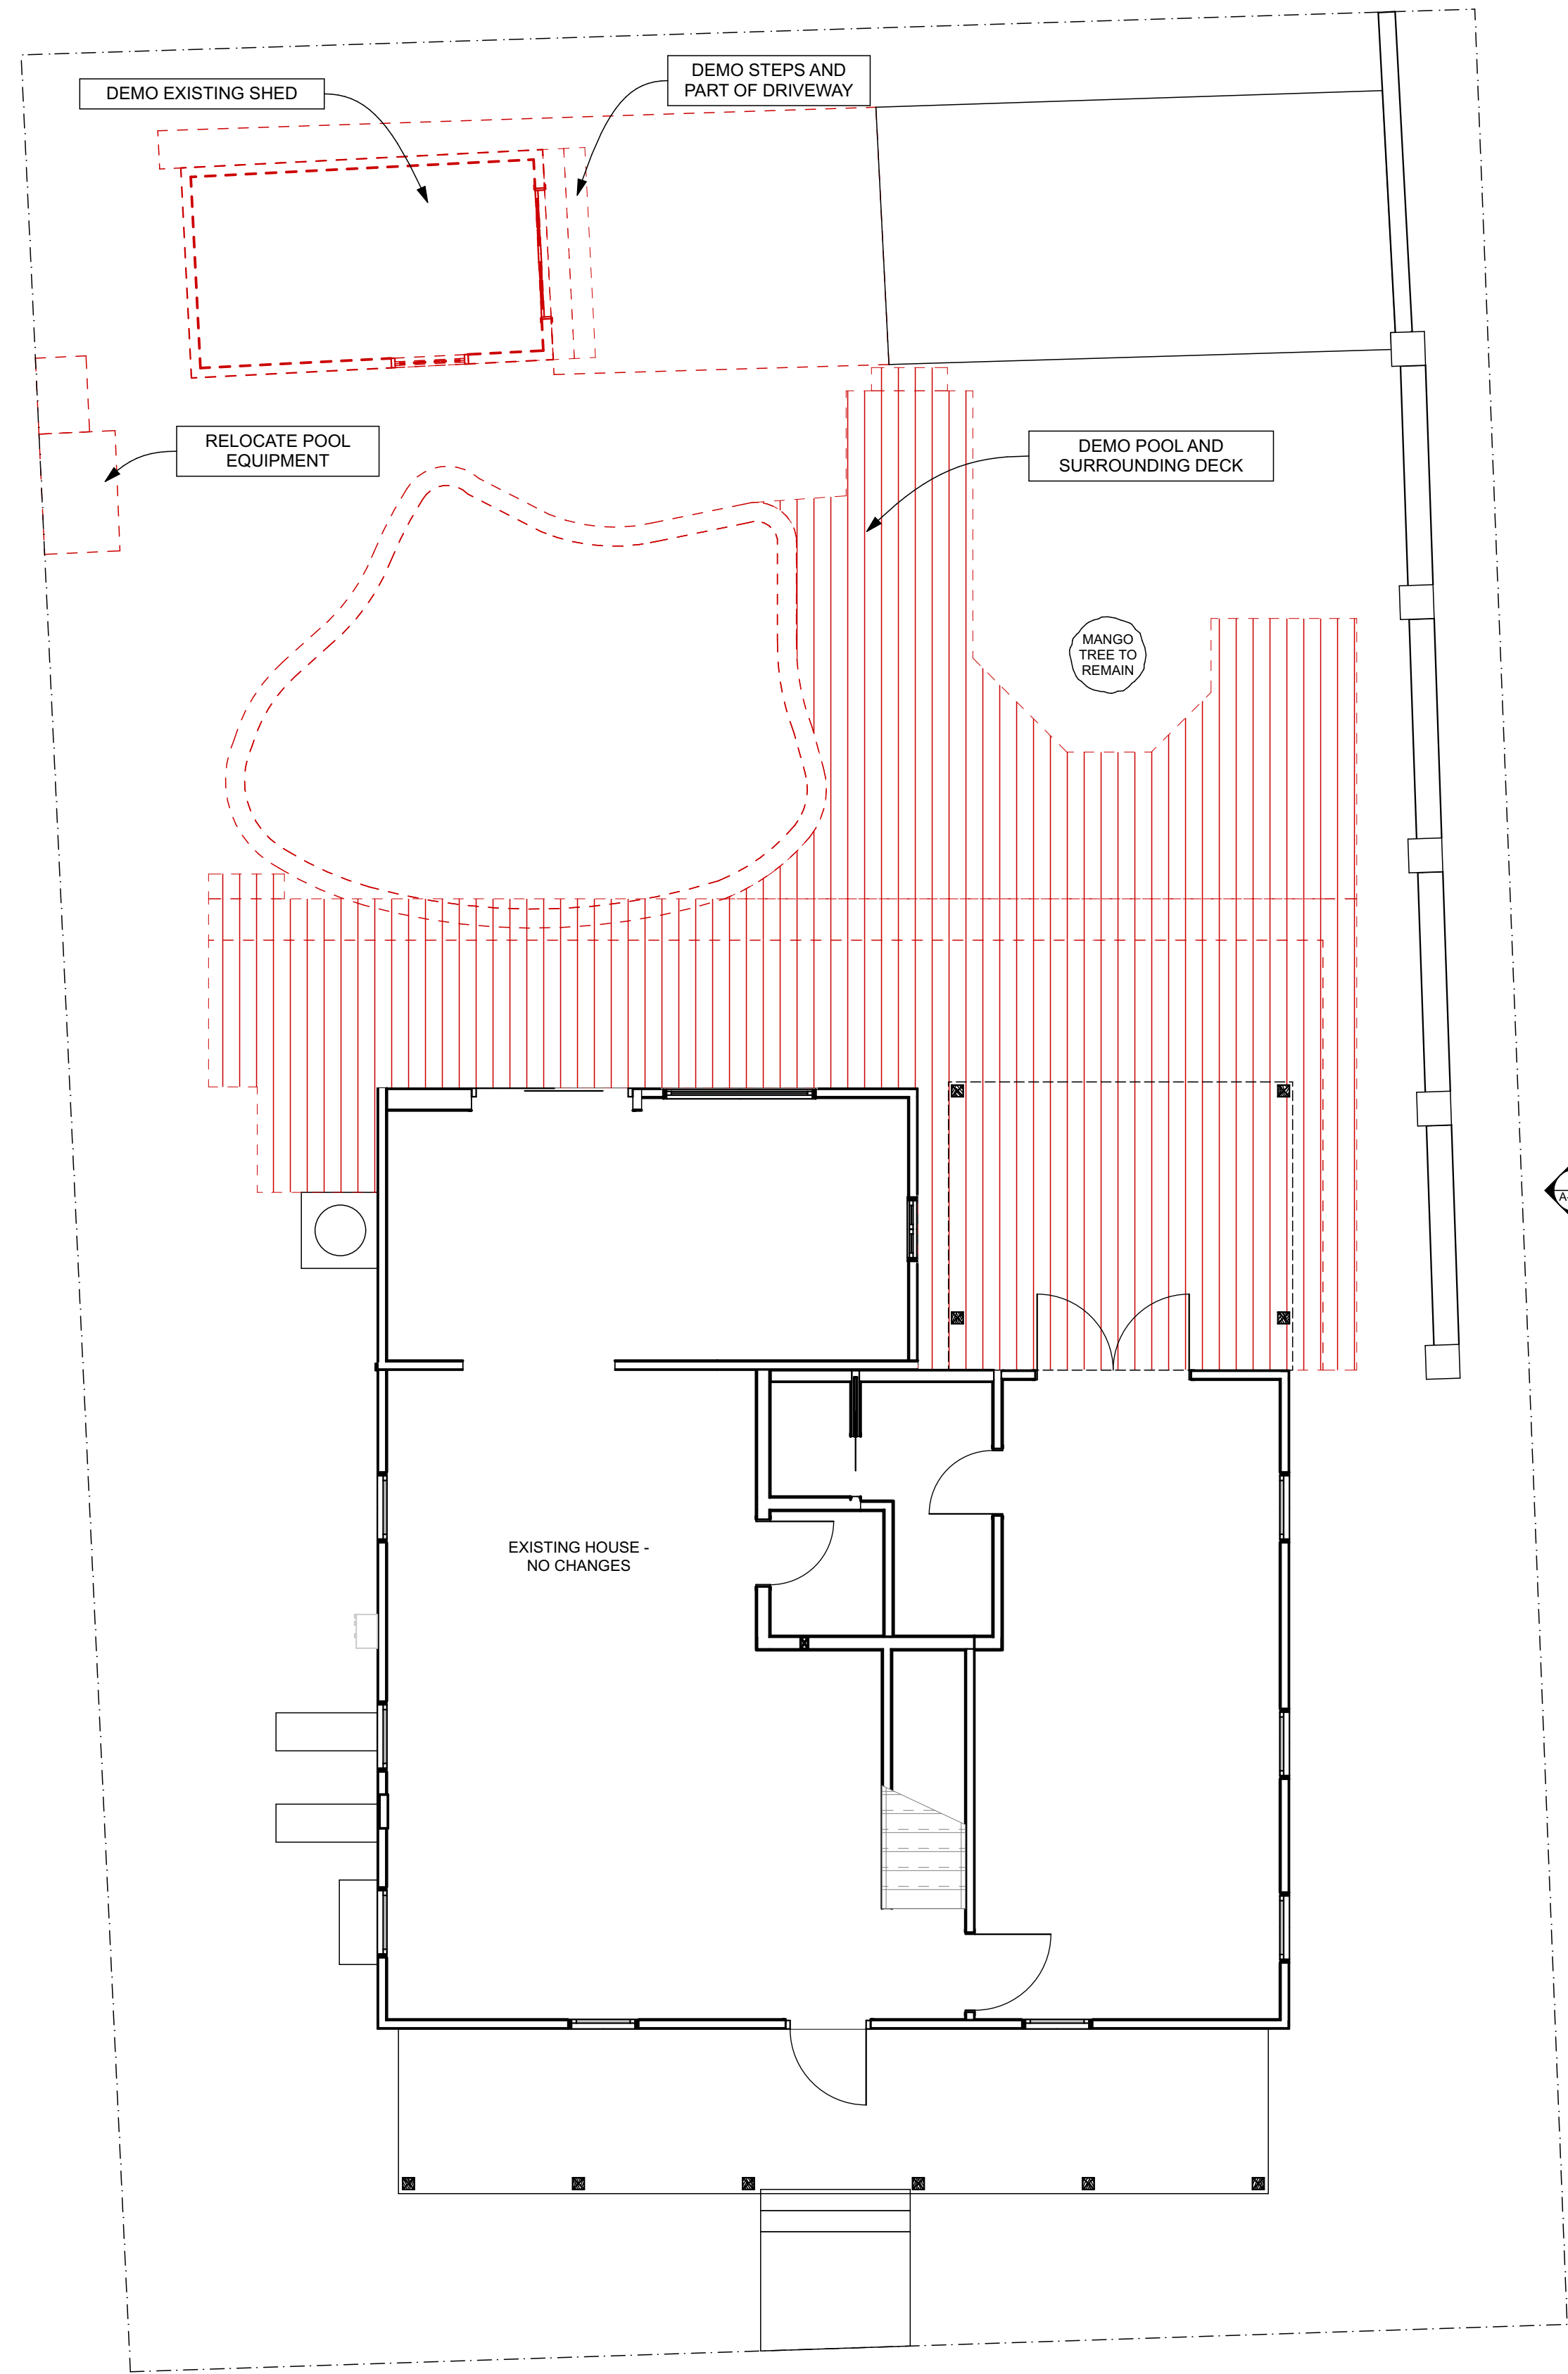 DEMO EXISTING SHED
DEMO STEPS AND
PART OF DRIVEWAY
RELOCATE POOL
EQUIPMENT
DEMO POOL AND
SURROUNDING DECK
MANGO
TREE TO
REMAIN
EXISTING HOUSE -
NO CHANGES